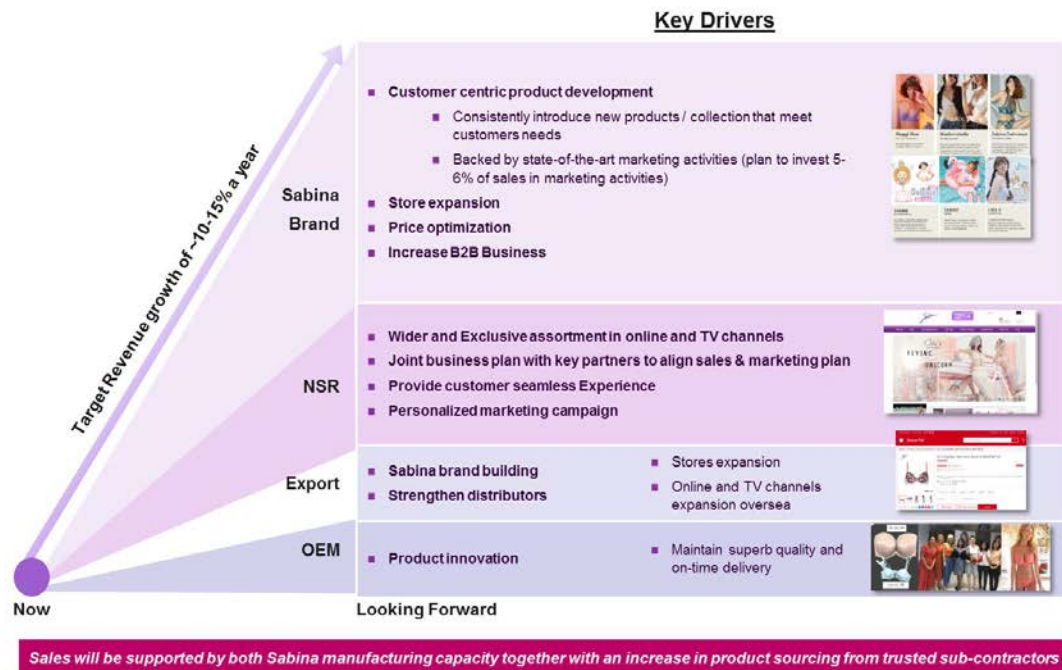 Key Drivers
Target Revenue growth of ~10-15% a year
Sabina
Brand
■ Customer centric product development
■ Consistently introduce new products / collection that meet
customers needs
■ Backed by state-of-the-art marketing activities (plan to invest 5-
6% of sales in marketing activities)
■ Store expansion
■ Price optimization
■ Increase B2B Business
NSR
■ Wider and Exclusive assortment in online and TV channels
■ Joint business plan with key partners to align sales & marketing plan
■ Provide customer seamless Experience
■ Personalized marketing campaign
Export
■ Sabina brand building
■ Strengthen distributors
■ Stores expansion
■ Online and TV channels
expansion oversea
OEM
■ Product innovation
■ Maintain superb quality and
on-time delivery
Now
Looking Forward
Sales will be supported by both Sabina manufacturing capacity together with an increase in product sourcing from trusted sub-contractors